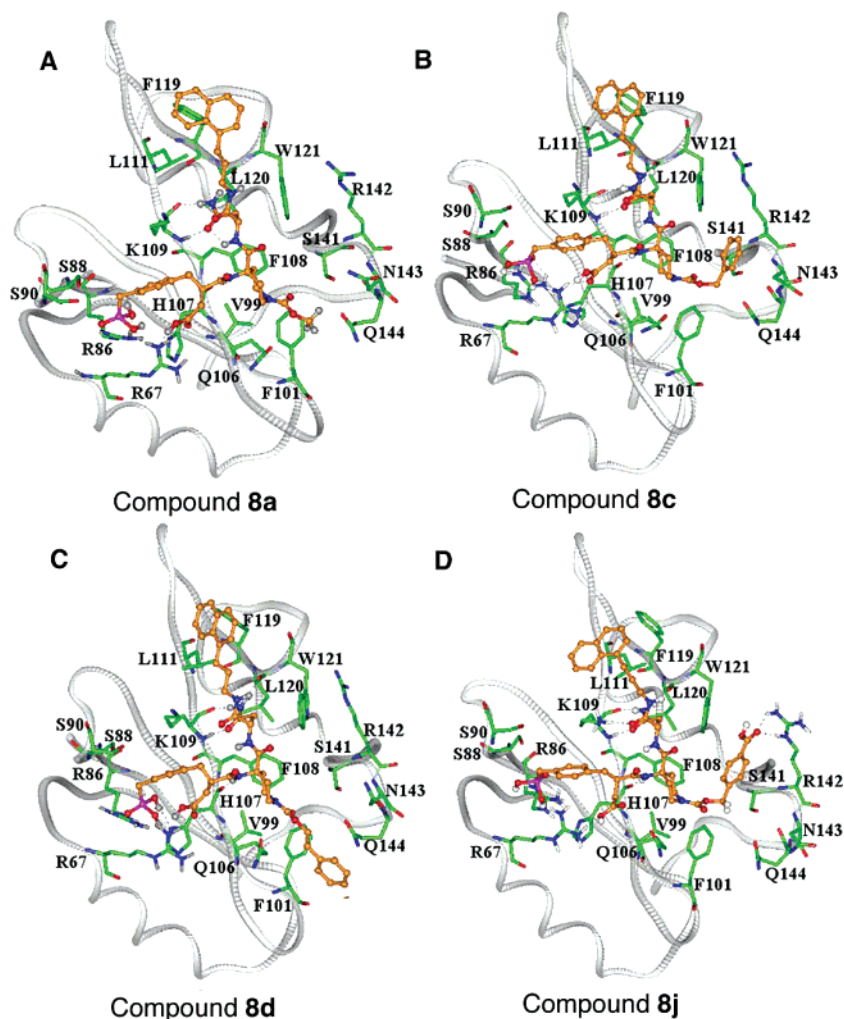 A
F119
L111
W121
L120
R142
K109
S141
S90
S88
F108
N143
H107
V99
R86
Q144
R67
Q106
F101
Compound 8a
B
F119
L111
W121
L120
R142
S90
K109
S141
S88
F108
R86
N143
H107
V99
Q144
R67
Q106
F101
Compound 8c
C
F119
L111
W121
L120
S90
K109
R142
S88
S141
R86
F108
N143
H107
V99
Q144
R67
Q106
F101
Compound 8d
D
F119
L111
W121
K109
L120
S90
S88
R86
F108
S141
R142
H107
V99
N143
R67
Q106
Q144
F101
Compound 8j